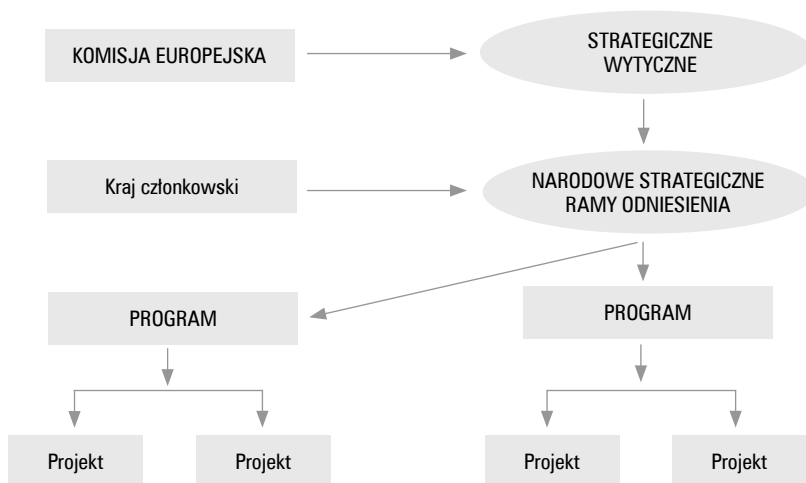 KOMISJA EUROPEJSKA
STRATEGICZNE
WYTYCZNE
Kraj członkowski
NARODOWE STRATEGICZNE
RAMY ODNIESIENIA
PROGRAM
PROGRAM
Projekt
Projekt
Projekt
Projekt